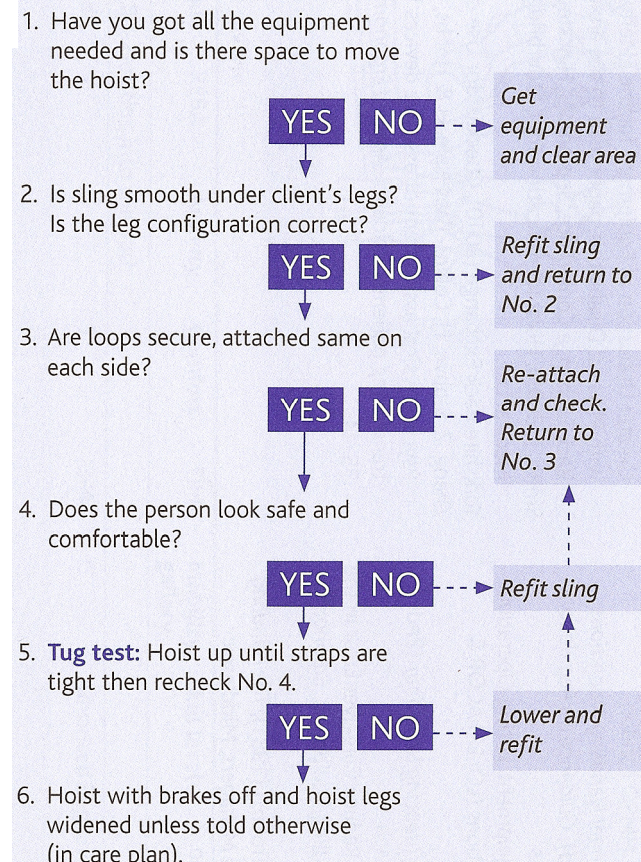 1. Have you got all the equipment
needed and is there space to move
the hoist?
YES NO
Get
equipment
and clear area
2. Is sling smooth under client's legs?
Is the leg configuration correct?
YES NO
Refit sling
and return to
No. 2
3. Are loops secure, attached same on
each side?
YES NO
Re-attach
and check.
Return to
No. 3
4. Does the person look safe and
comfortable?
YES NO
Refit sling
5. Tug test: Hoist up until straps are
tight then recheck No. 4.
YES NO
Lower and
refit
6. Hoist with brakes off and hoist legs
widened unless told otherwise
(in care plan).